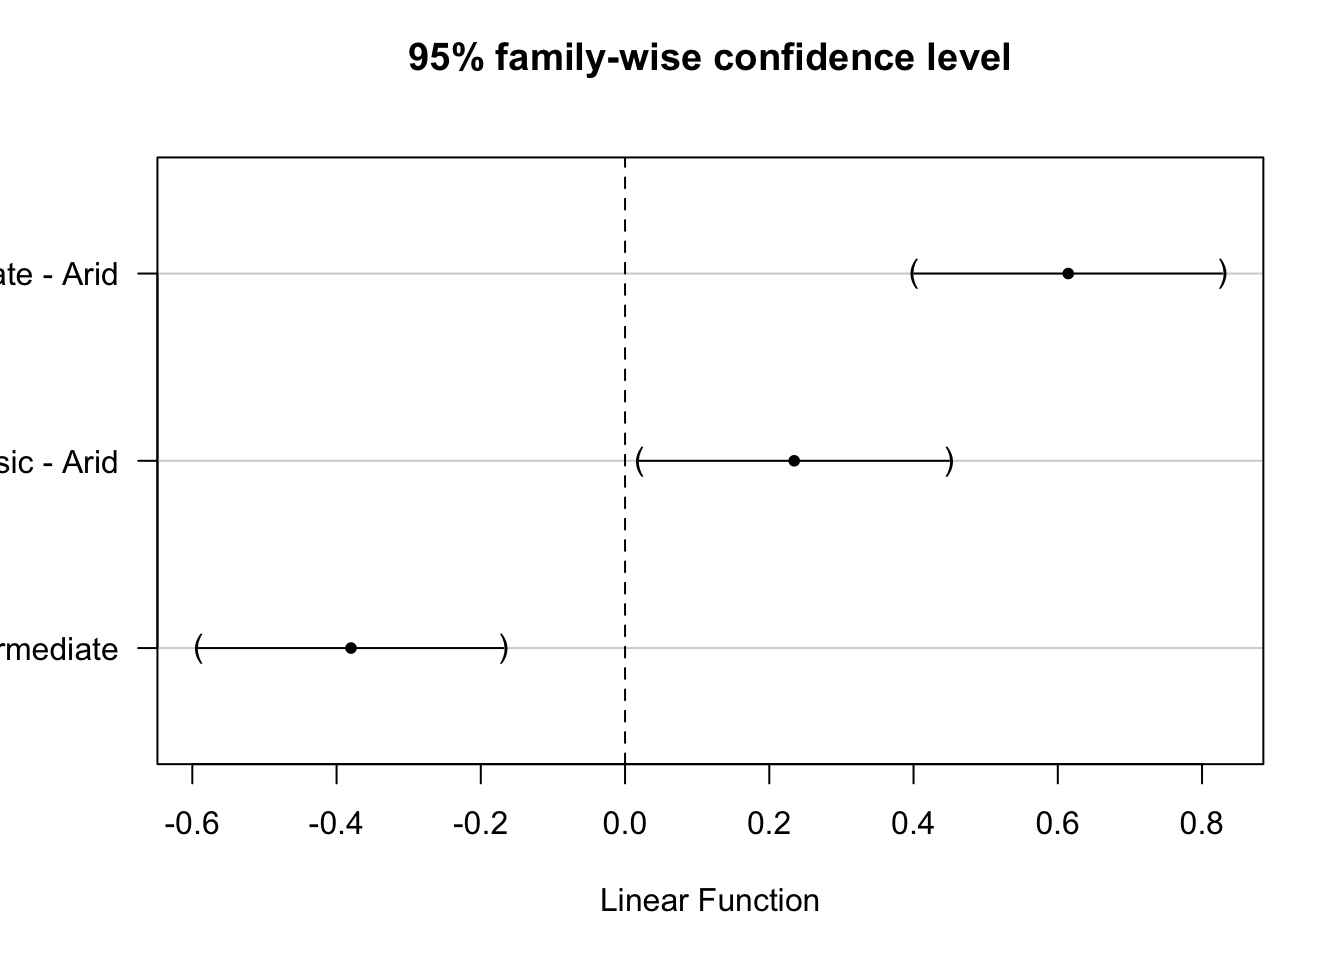 95% family-wise confidence level
ate - Arid
sic - Arid
rmediate
-0.6 -0.4 -0.2 0.0 0.2 0.4 0.6 0.8
Linear Function